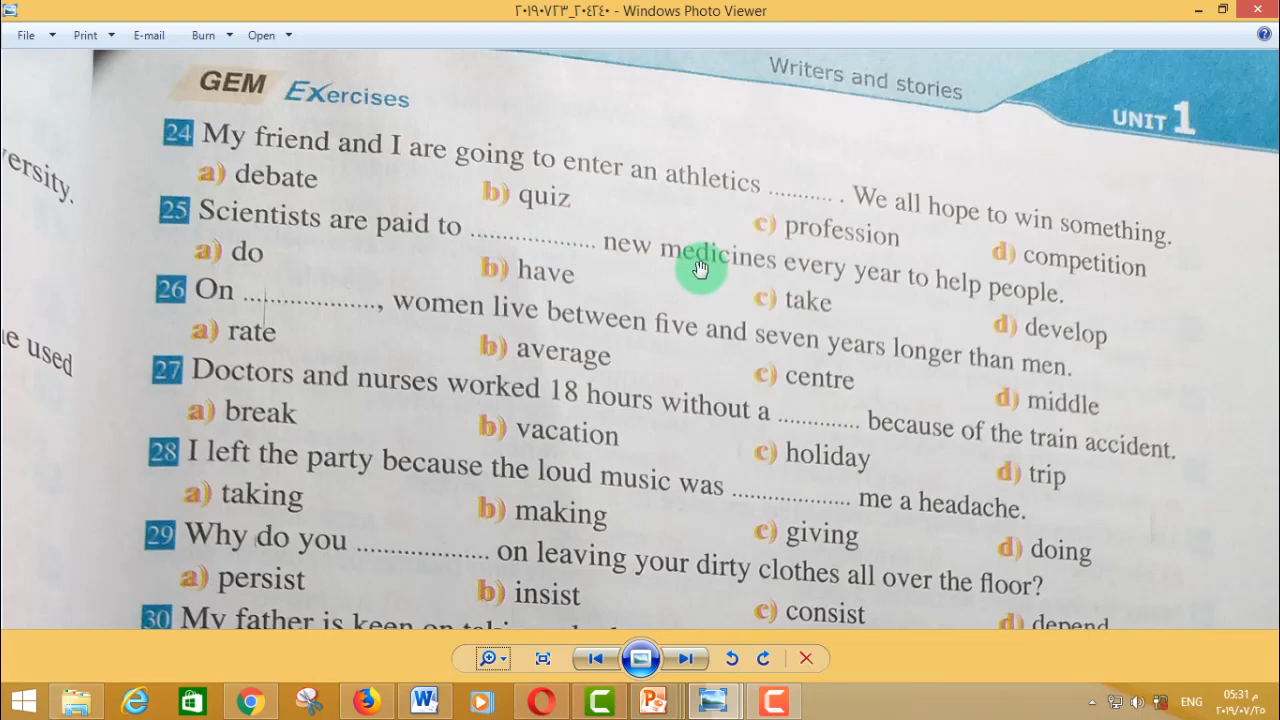 ٢٠١٩٠٧٢٣_٢٠٤٢٤٠ - Windows Photo Viewer
File Print E-mail Burn Open
Writers and stories
UNIT 1
GEM Exercises
versity.
e used
24 My friend and I are going to enter an athletics ........... . We all hope to win something.
a) debate b) quiz c) profession d) competition
25 Scientists are paid to .................... new medicines every year to help people.
a) do b) have c) take d) develop
26 On ....................., women live between five and seven years longer than men.
a) rate b) average c) centre d) middle
27 Doctors and nurses worked 18 hours without a ............. because of the train accident.
a) break b) vacation c) holiday d) trip
28 I left the party because the loud music was ................... me a headache.
a) taking b) making c) giving d) doing
29 Why do you ..................... on leaving your dirty clothes all over the floor?
a) persist b) insist c) consist d) depend
30 My father is keen on
ENG
05:31 م
٢٠١٩/٠٧/٢٥